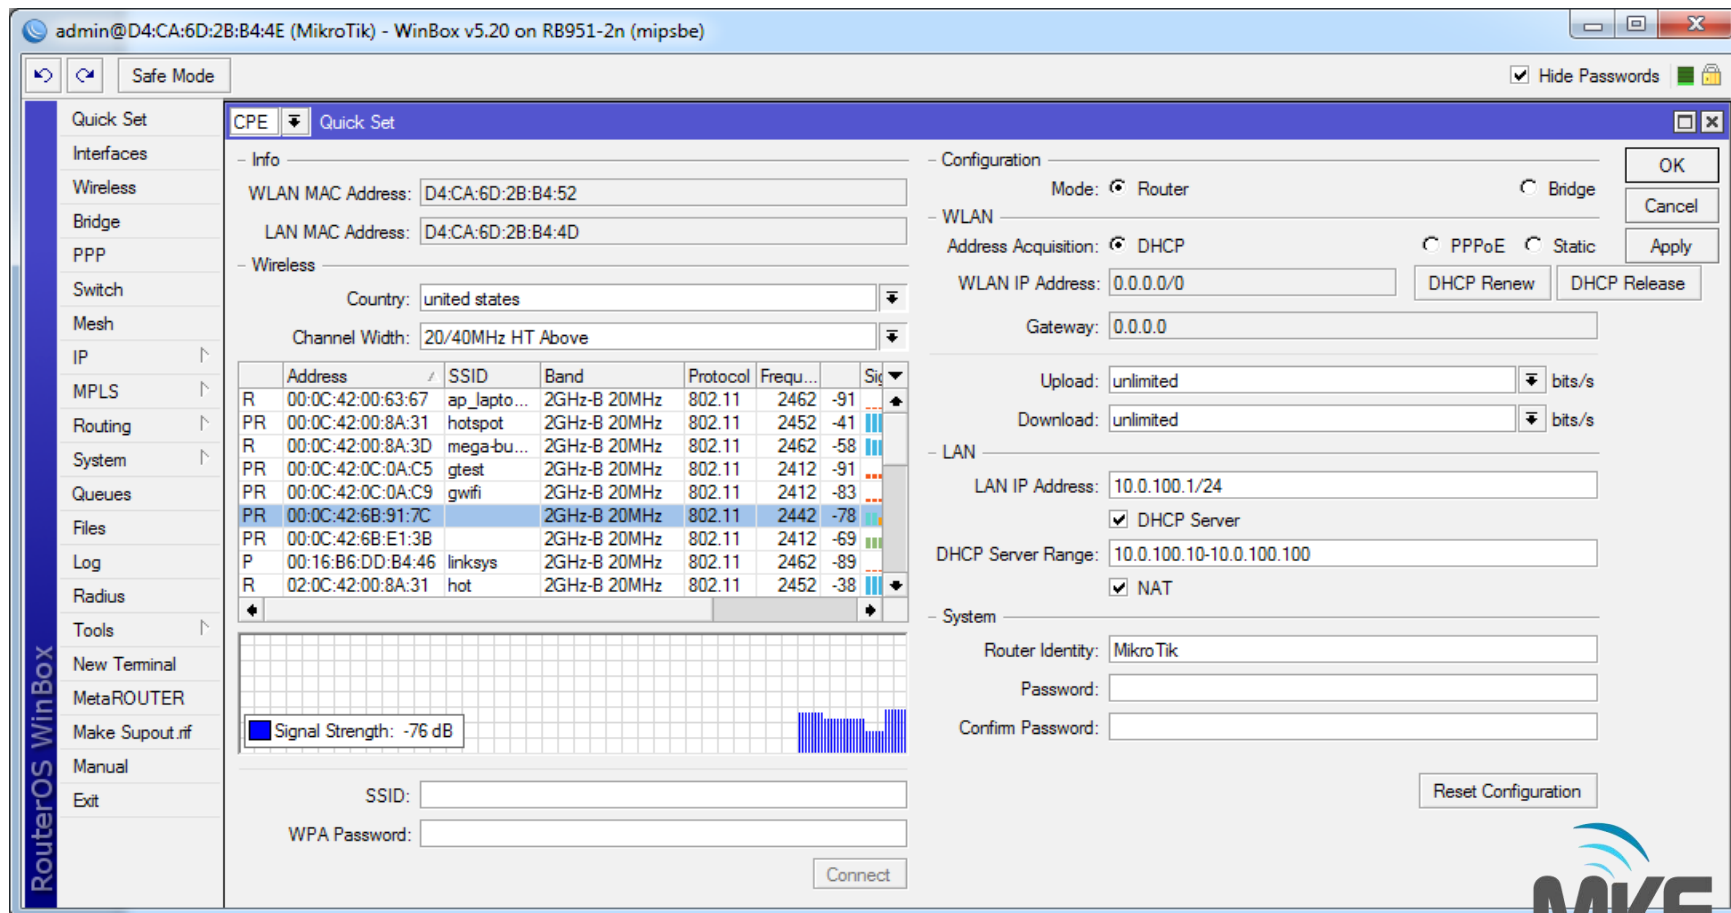 admin@D4:CA:6D:2B:B4:4E (MikroTik) - WinBox v5.20 on RB951-2n (mipsbe)
Safe Mode
Hide Passwords
RouterOS WinBox
Quick Set
Interfaces
Wireless
Bridge
PPP
Switch
Mesh
IP
MPLS
Routing
System
Queues
Files
Log
Radius
Tools
New Terminal
MetaROUTER
Make Supout.rif
Manual
Exit
CPE Quick Set
Info
WLAN MAC Address: D4:CA:6D:2B:B4:52
LAN MAC Address: D4:CA:6D:2B:B4:4D
Wireless
Country: united states
Channel Width: 20/40MHz HT Above
Address SSID Band Protocol Frequ... Sig
R 00:0C:42:00:63:67 ap_lapto... 2GHz-B 20MHz 802.11 2462 -91
PR 00:0C:42:00:8A:31 hotspot 2GHz-B 20MHz 802.11 2452 -41
R 00:0C:42:00:8A:3D mega-bu... 2GHz-B 20MHz 802.11 2462 -58
PR 00:0C:42:0C:0A:C5 gtest 2GHz-B 20MHz 802.11 2412 -91
PR 00:0C:42:0C:0A:C9 gwifi 2GHz-B 20MHz 802.11 2412 -83
PR 00:0C:42:6B:91:7C 2GHz-B 20MHz 802.11 2442 -78
PR 00:0C:42:6B:E1:3B 2GHz-B 20MHz 802.11 2412 -69
P 00:16:B6:DD:B4:46 linksys 2GHz-B 20MHz 802.11 2462 -89
R 02:0C:42:00:8A:31 hot 2GHz-B 20MHz 802.11 2452 -38
Signal Strength: -76 dB
SSID:
WPA Password:
Connect
Configuration
Mode: Router Bridge
WLAN
Address Acquisition: DHCP PPPoE Static
WLAN IP Address: 0.0.0.0/0 DHCP Renew DHCP Release
Gateway: 0.0.0.0
Upload: unlimited bits/s
Download: unlimited bits/s
LAN
LAN IP Address: 10.0.100.1/24
DHCP Server
DHCP Server Range: 10.0.100.10-10.0.100.100
NAT
System
Router Identity: MikroTik
Password:
Confirm Password:
Reset Configuration
OK
Cancel
Apply